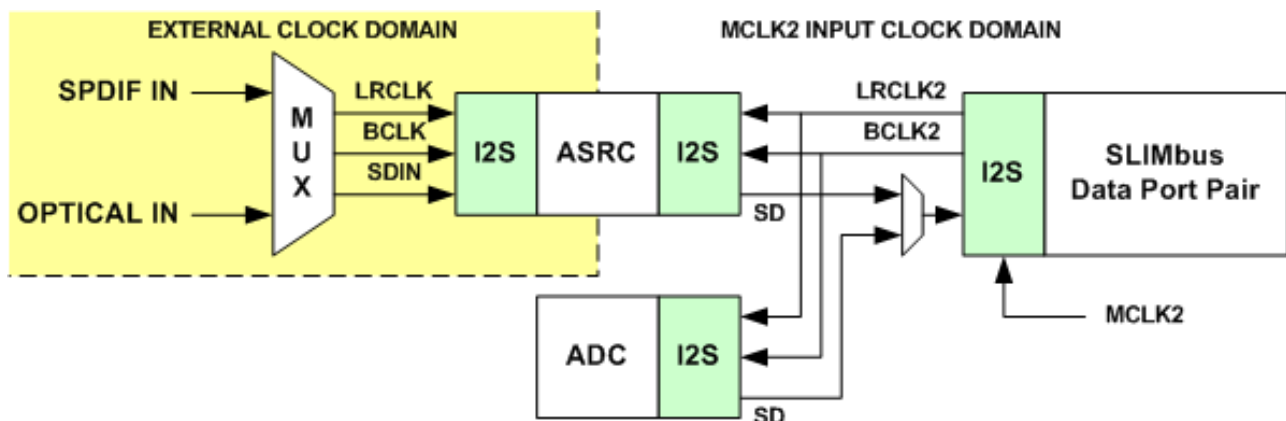 EXTERNAL CLOCK DOMAIN
MCLK2 INPUT CLOCK DOMAIN
SPDIF IN
OPTICAL IN
MUX
LRCLK
BCLK
SDIN
I2S
ASRC
I2S
LRCLK2
BCLK2
SD
I2S
SLIMbus
Data Port Pair
MCLK2
ADC
I2S
SD